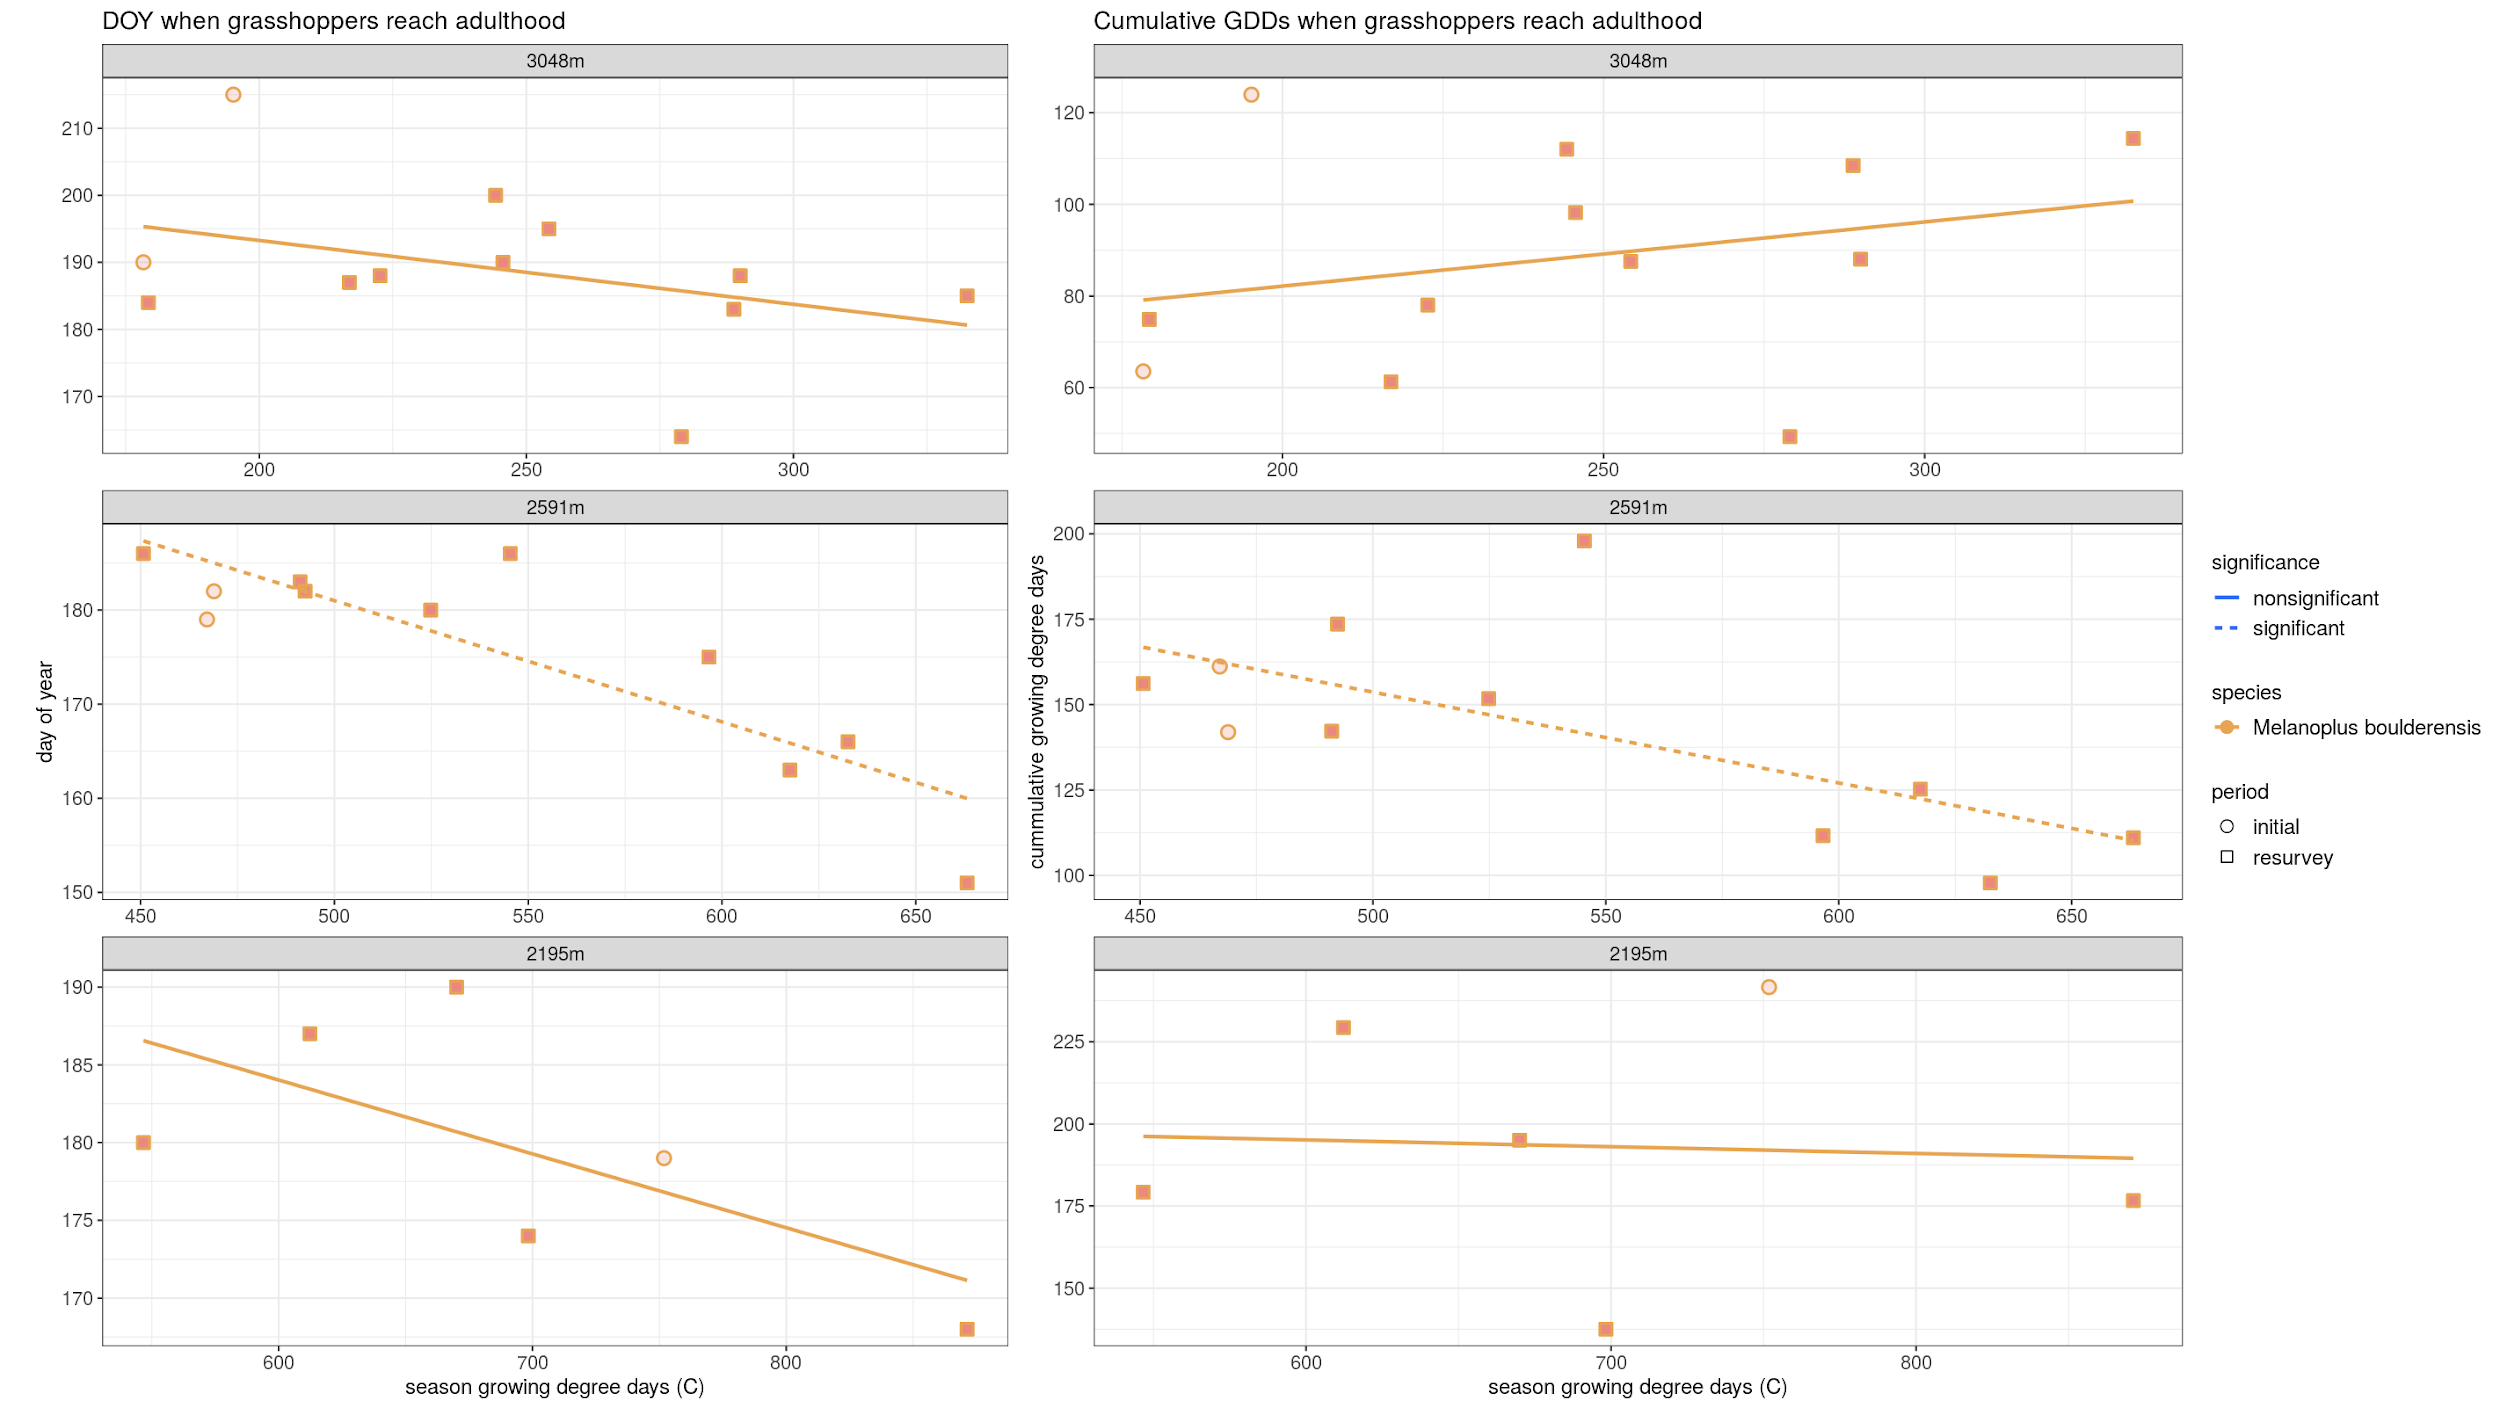 DOY when grasshoppers reach adulthood
3048m
210
200
190
180
170
200 250 300
2591m
180
170
160
150
450 500 550 600 650
2195m
190
185
180
175
170
600 700 800
season growing degree days (C)
day of year
Cumulative GDDs when grasshoppers reach adulthood
3048m
120
100
80
60
200 250 300
2591m
200
175
150
125
100
450 500 550 600 650
2195m
225
200
175
150
600 700 800
season growing degree days (C)
cummulative growing degree days
significance
nonsignificant
significant
species
Melanoplus boulderensis
period
initial
resurvey